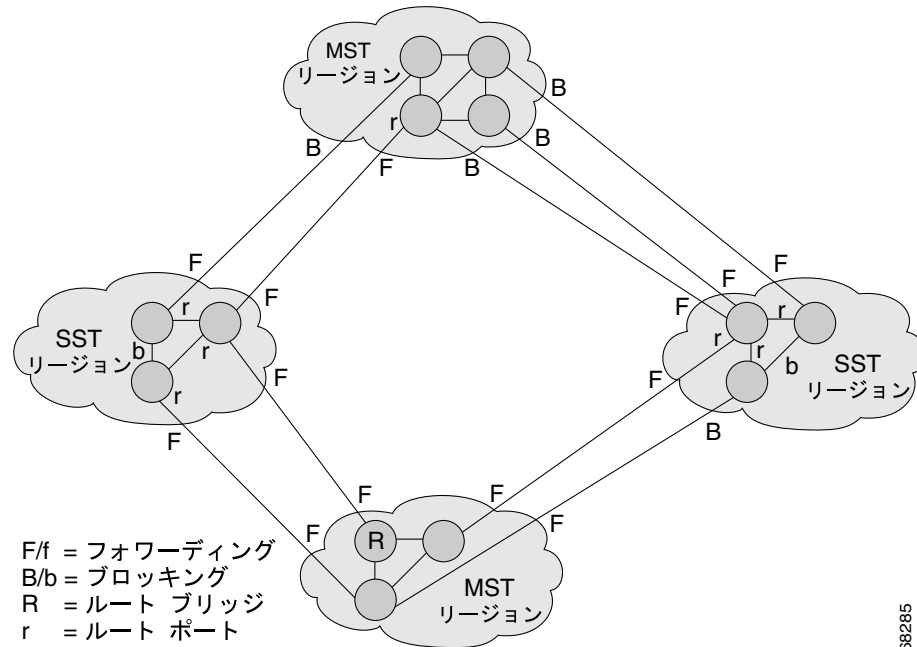 MST
リージョン
r
B
B
B
F
B
F
F
F
F
SST
リージョン
r
b
r
r
F
F
F
r
r
r
b
SST
リージョン
F
B
F
F
F
F
R
MST
リージョン
F/f = フォワーディング
B/b = ブロッキング
R = ルート ブリッジ
r = ルート ポート
68285